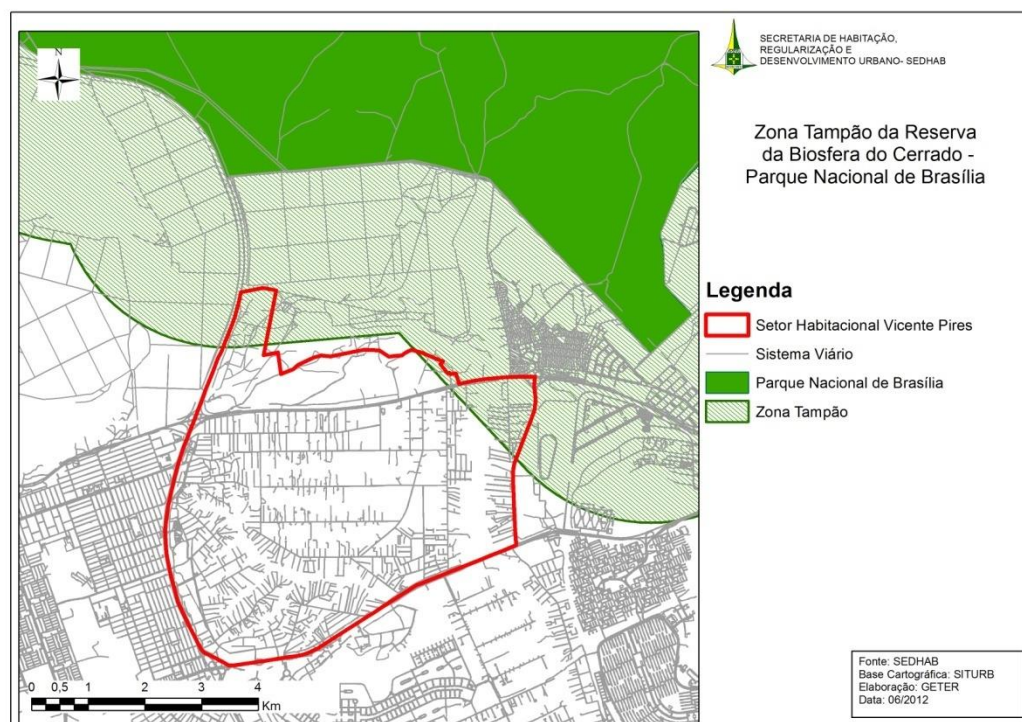 SECRETARIA DE HABITAÇÃO,
REGULARIZAÇÃO E
DESENVOLVIMENTO URBANO- SEDHAB
N
Zona Tampão da Reserva
da Biosfera do Cerrado -
Parque Nacional de Brasília
Legenda
Setor Habitacional Vicente Pires
Sistema Viário
Parque Nacional de Brasília
Zona Tampão
0 0,5 1 2 3 4
Km
Fonte: SEDHAB
Base Cartográfica: SITURB
Elaboração: GETER
Data: 06/2012